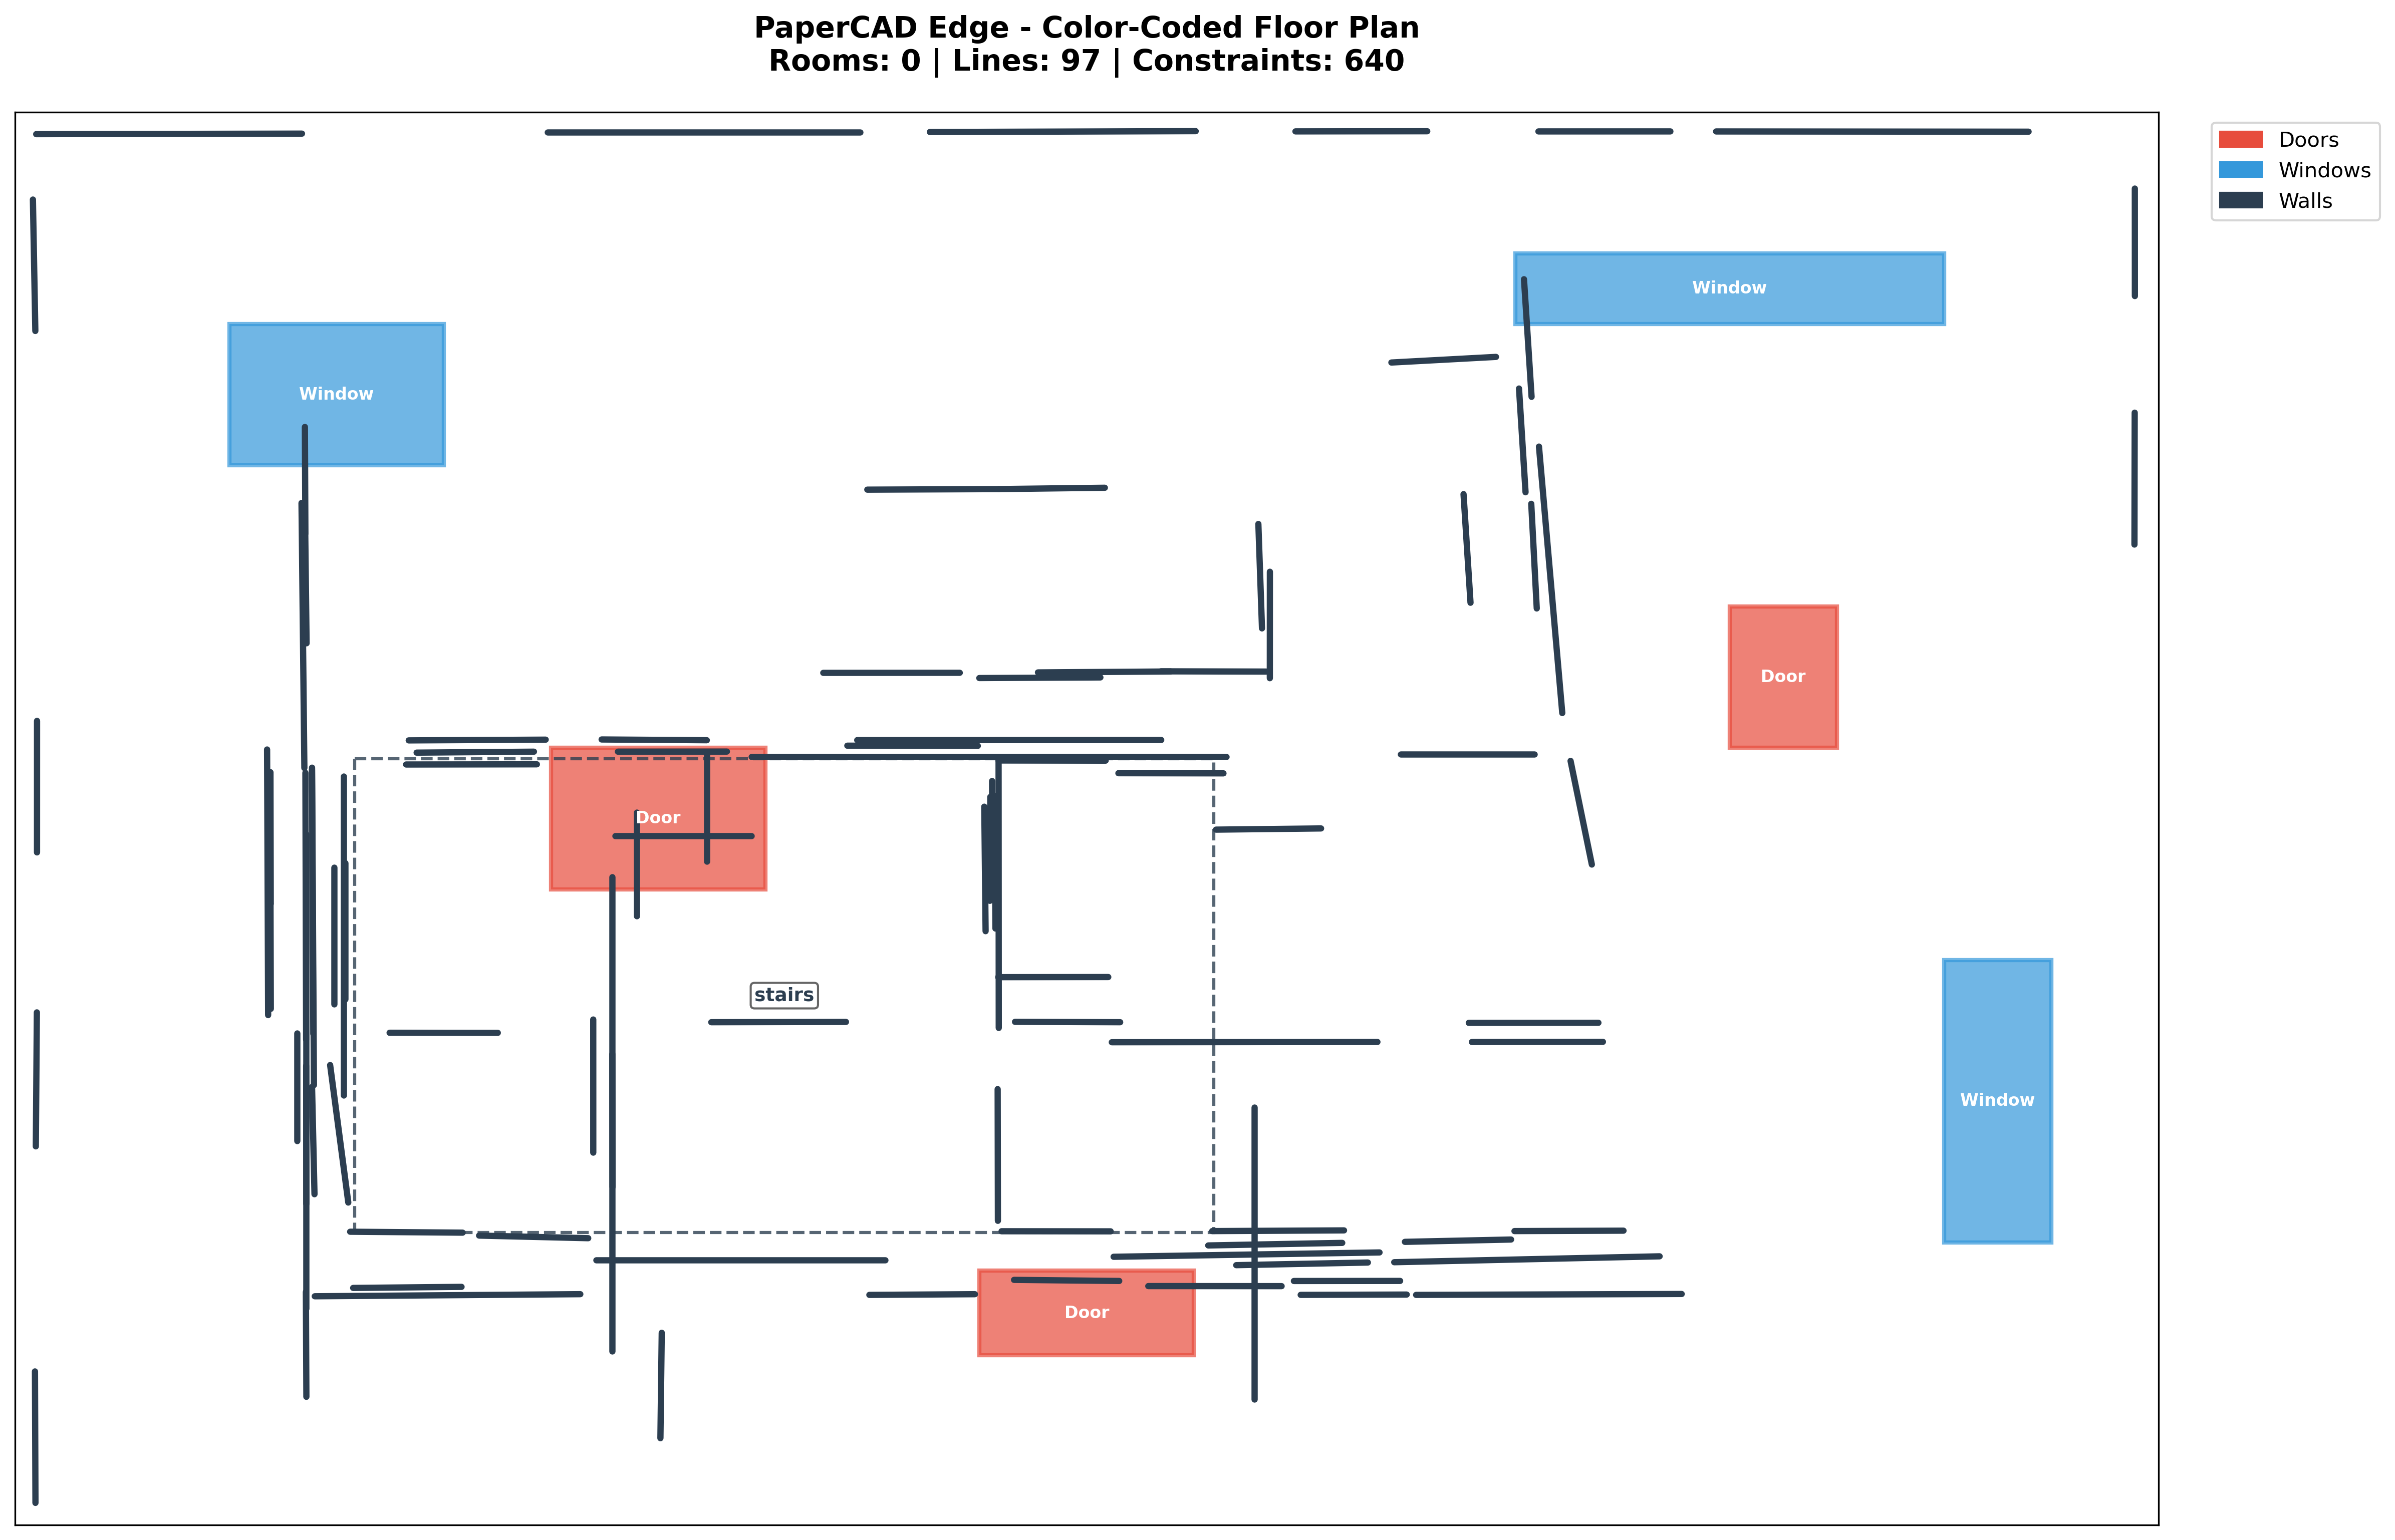 PaperCAD Edge - Color-Coded Floor Plan
Rooms: 0 | Lines: 97 | Constraints: 640
Doors
Windows
Walls
Window
Window
Door
Door
stairs
Window
Door